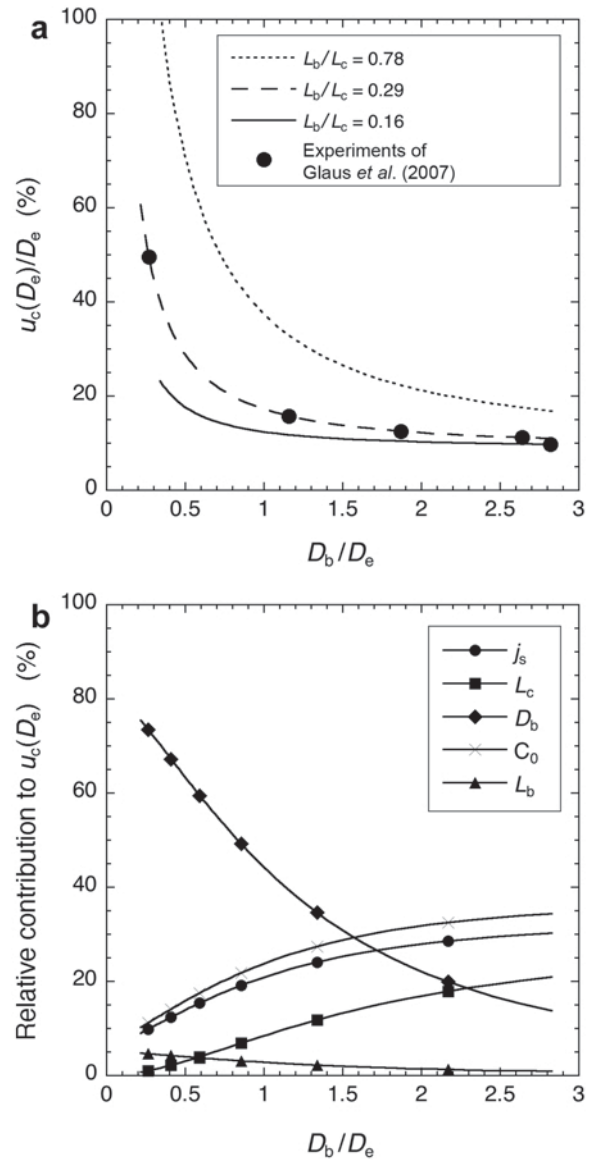 a
100
80
60
40
20
0
u_c(D_e)/D_e (%)
L_b/L_c = 0.78
L_b/L_c = 0.29
L_b/L_c = 0.16
Experiments of
Glaus et al. (2007)
0 0.5 1 1.5 2 2.5 3
D_b/D_e
b
100
80
60
40
20
0
Relative contribution to u_c(D_e) (%)
j_s
L_c
D_b
C_0
L_b
0 0.5 1 1.5 2 2.5 3
D_b/D_e